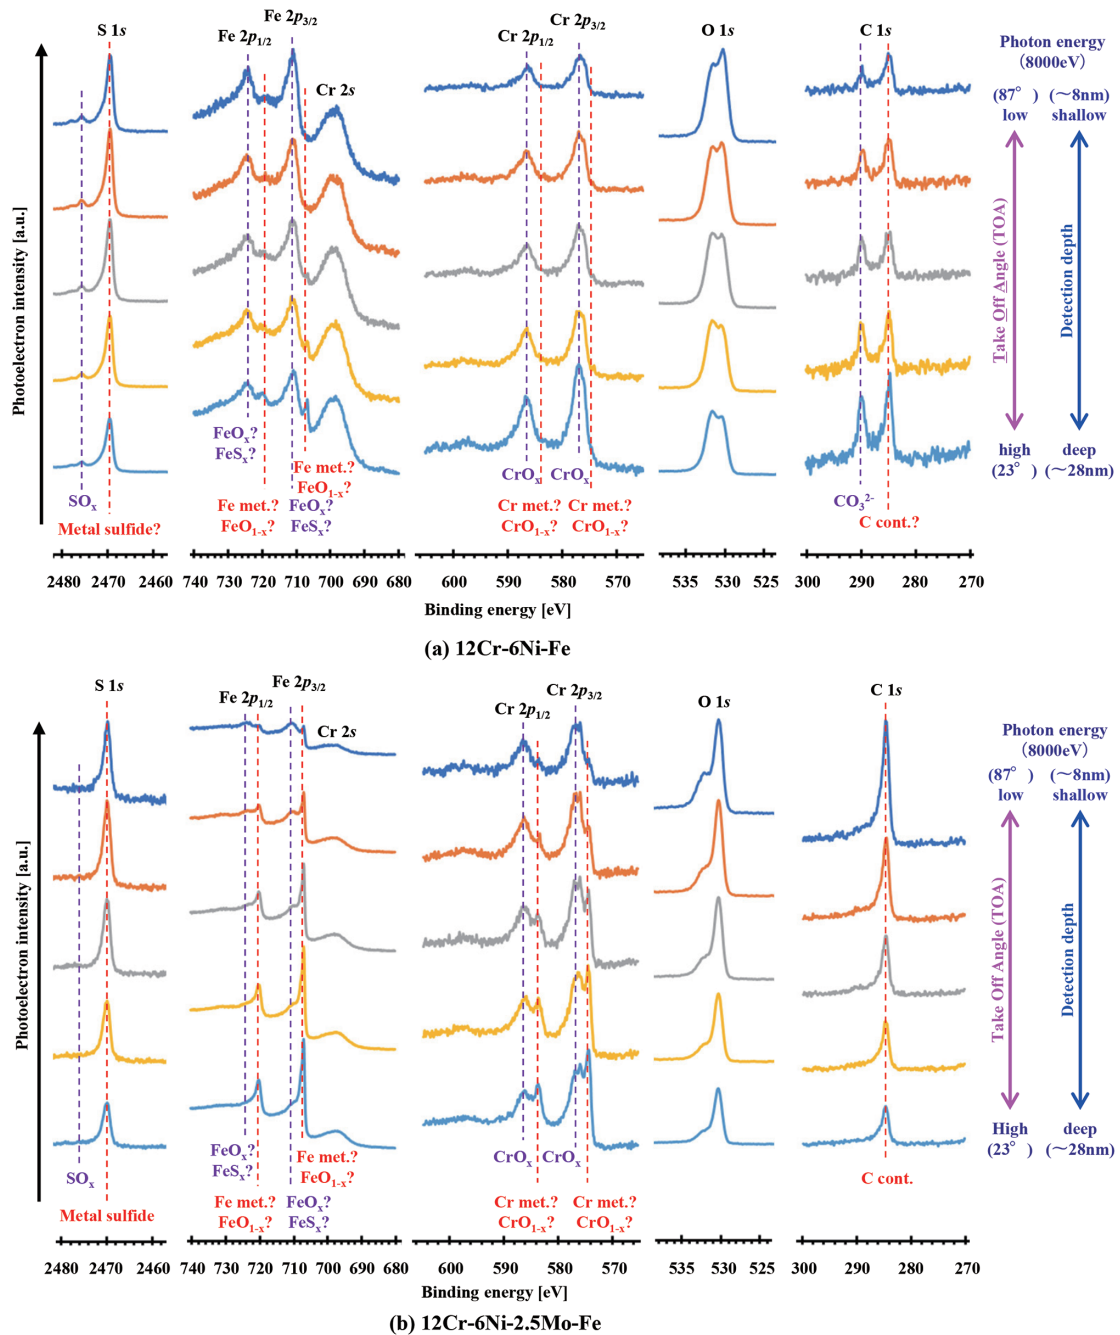 S 1s
Fe 2p1/2
Fe 2p3/2
Cr 2s
Cr 2p1/2
Cr 2p3/2
O 1s
C 1s
Photon energy
(8000eV)
(87° ) (~8nm)
low shallow
Photoelectron intensity [a.u.]
Take Off Angle (TOA)
Detection depth
high deep
(23° ) (~28nm)
SOx
Metal sulfide?
FeOx?
FeSx?
Fe met.?
FeO1-x?
Fe met.?
FeO1-x?
FeOx?
FeSx?
CrOx
CrOx
Cr met.?
CrO1-x?
Cr met.?
CrO1-x?
CO3 2-
C cont.?
2480 2470 2460
740 730 720 710 700 690 680
600 590 580 570
535 530 525
300 290 280 270
Binding energy [eV]
(a) 12Cr-6Ni-Fe
S 1s
Fe 2p1/2
Fe 2p3/2
Cr 2s
Cr 2p1/2
Cr 2p3/2
O 1s
C 1s
Photon energy
(8000eV)
(87° ) (~8nm)
low shallow
Photoelectron intensity [a.u.]
Take Off Angle (TOA)
Detection depth
High deep
(23° ) (~28nm)
SOx
Metal sulfide
FeOx?
FeSx?
Fe met.?
FeO1-x?
Fe met.?
FeO1-x?
FeOx?
FeSx?
CrOx
CrOx
Cr met.?
CrO1-x?
Cr met.?
CrO1-x?
C cont.
2480 2470 2460
740 720 710 700 690 680
600 590 580 570
535 530 525
300 290 280 270
Binding energy [eV]
(b) 12Cr-6Ni-2.5Mo-Fe